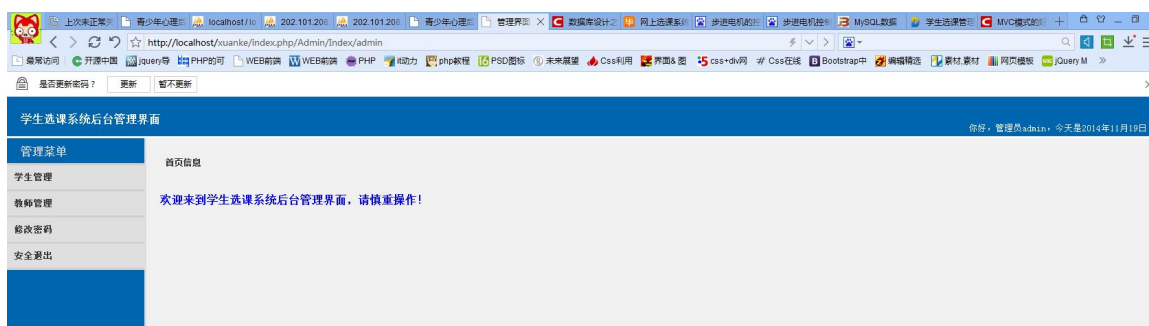 上次未正常 青少年心理 localhost / lo 202.101.208 202.101.208 青少年心理 管理界面 数据库设计之 网上选课系统 步进电机的 步进电机控 MySQL数据 学生选课管 MVC模式的
http://localhost/xuanke/index.php/Admin/Index/admin
最常访问 开源中国 jquery导 PHP的可 WEB前端 WEB前端 PHP it动力 php教程 PSD图标 未来展望 Css利用 界面&图 css+div网 Css在线 Bootstrap中 编辑精选 素材,素材 网页模板 jQuery M
是否更新密码? 更新 暂不更新
学生选课系统后台管理界面
你好,管理员admin,今天是2014年11月19日
管理菜单
首页信息
学生管理
欢迎来到学生选课系统后台管理界面,请慎重操作!
教师管理
修改密码
安全退出